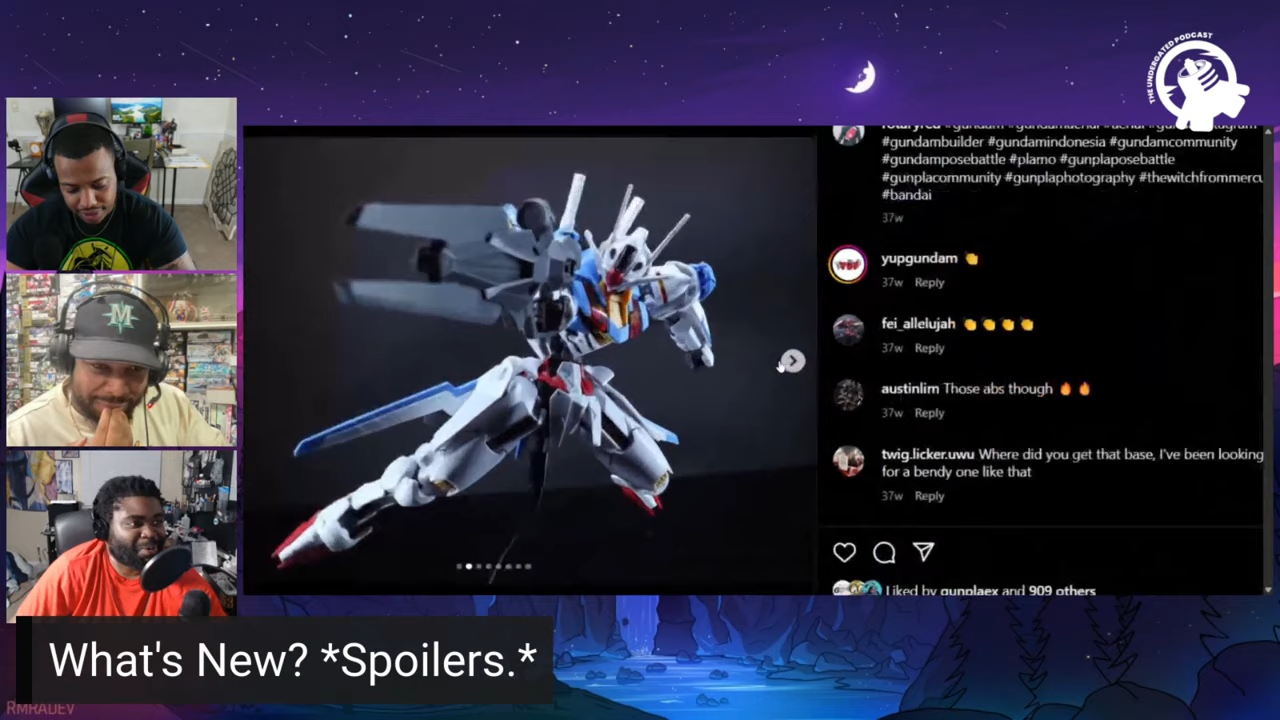 THE UNDERGATED PODCAST
#gundambuilder #gundamindonesia #gundamcommunity
#gundamposebattle #plamo #gunplaposebattle
#gunplacommunity #gunplaphotography #thewitchfrommercu
#bandai
37w
yupgundam 👏
37w Reply
fei_allelujah 👏👏👏👏
37w Reply
austinlim Those abs though 🔥🔥
37w Reply
twig.licker.uwu Where did you get that base, I've been looking
for a bendy one like that
37w Reply
Liked by gunplaex and 909 others
M
What's New? *Spoilers.*
RMRADEV